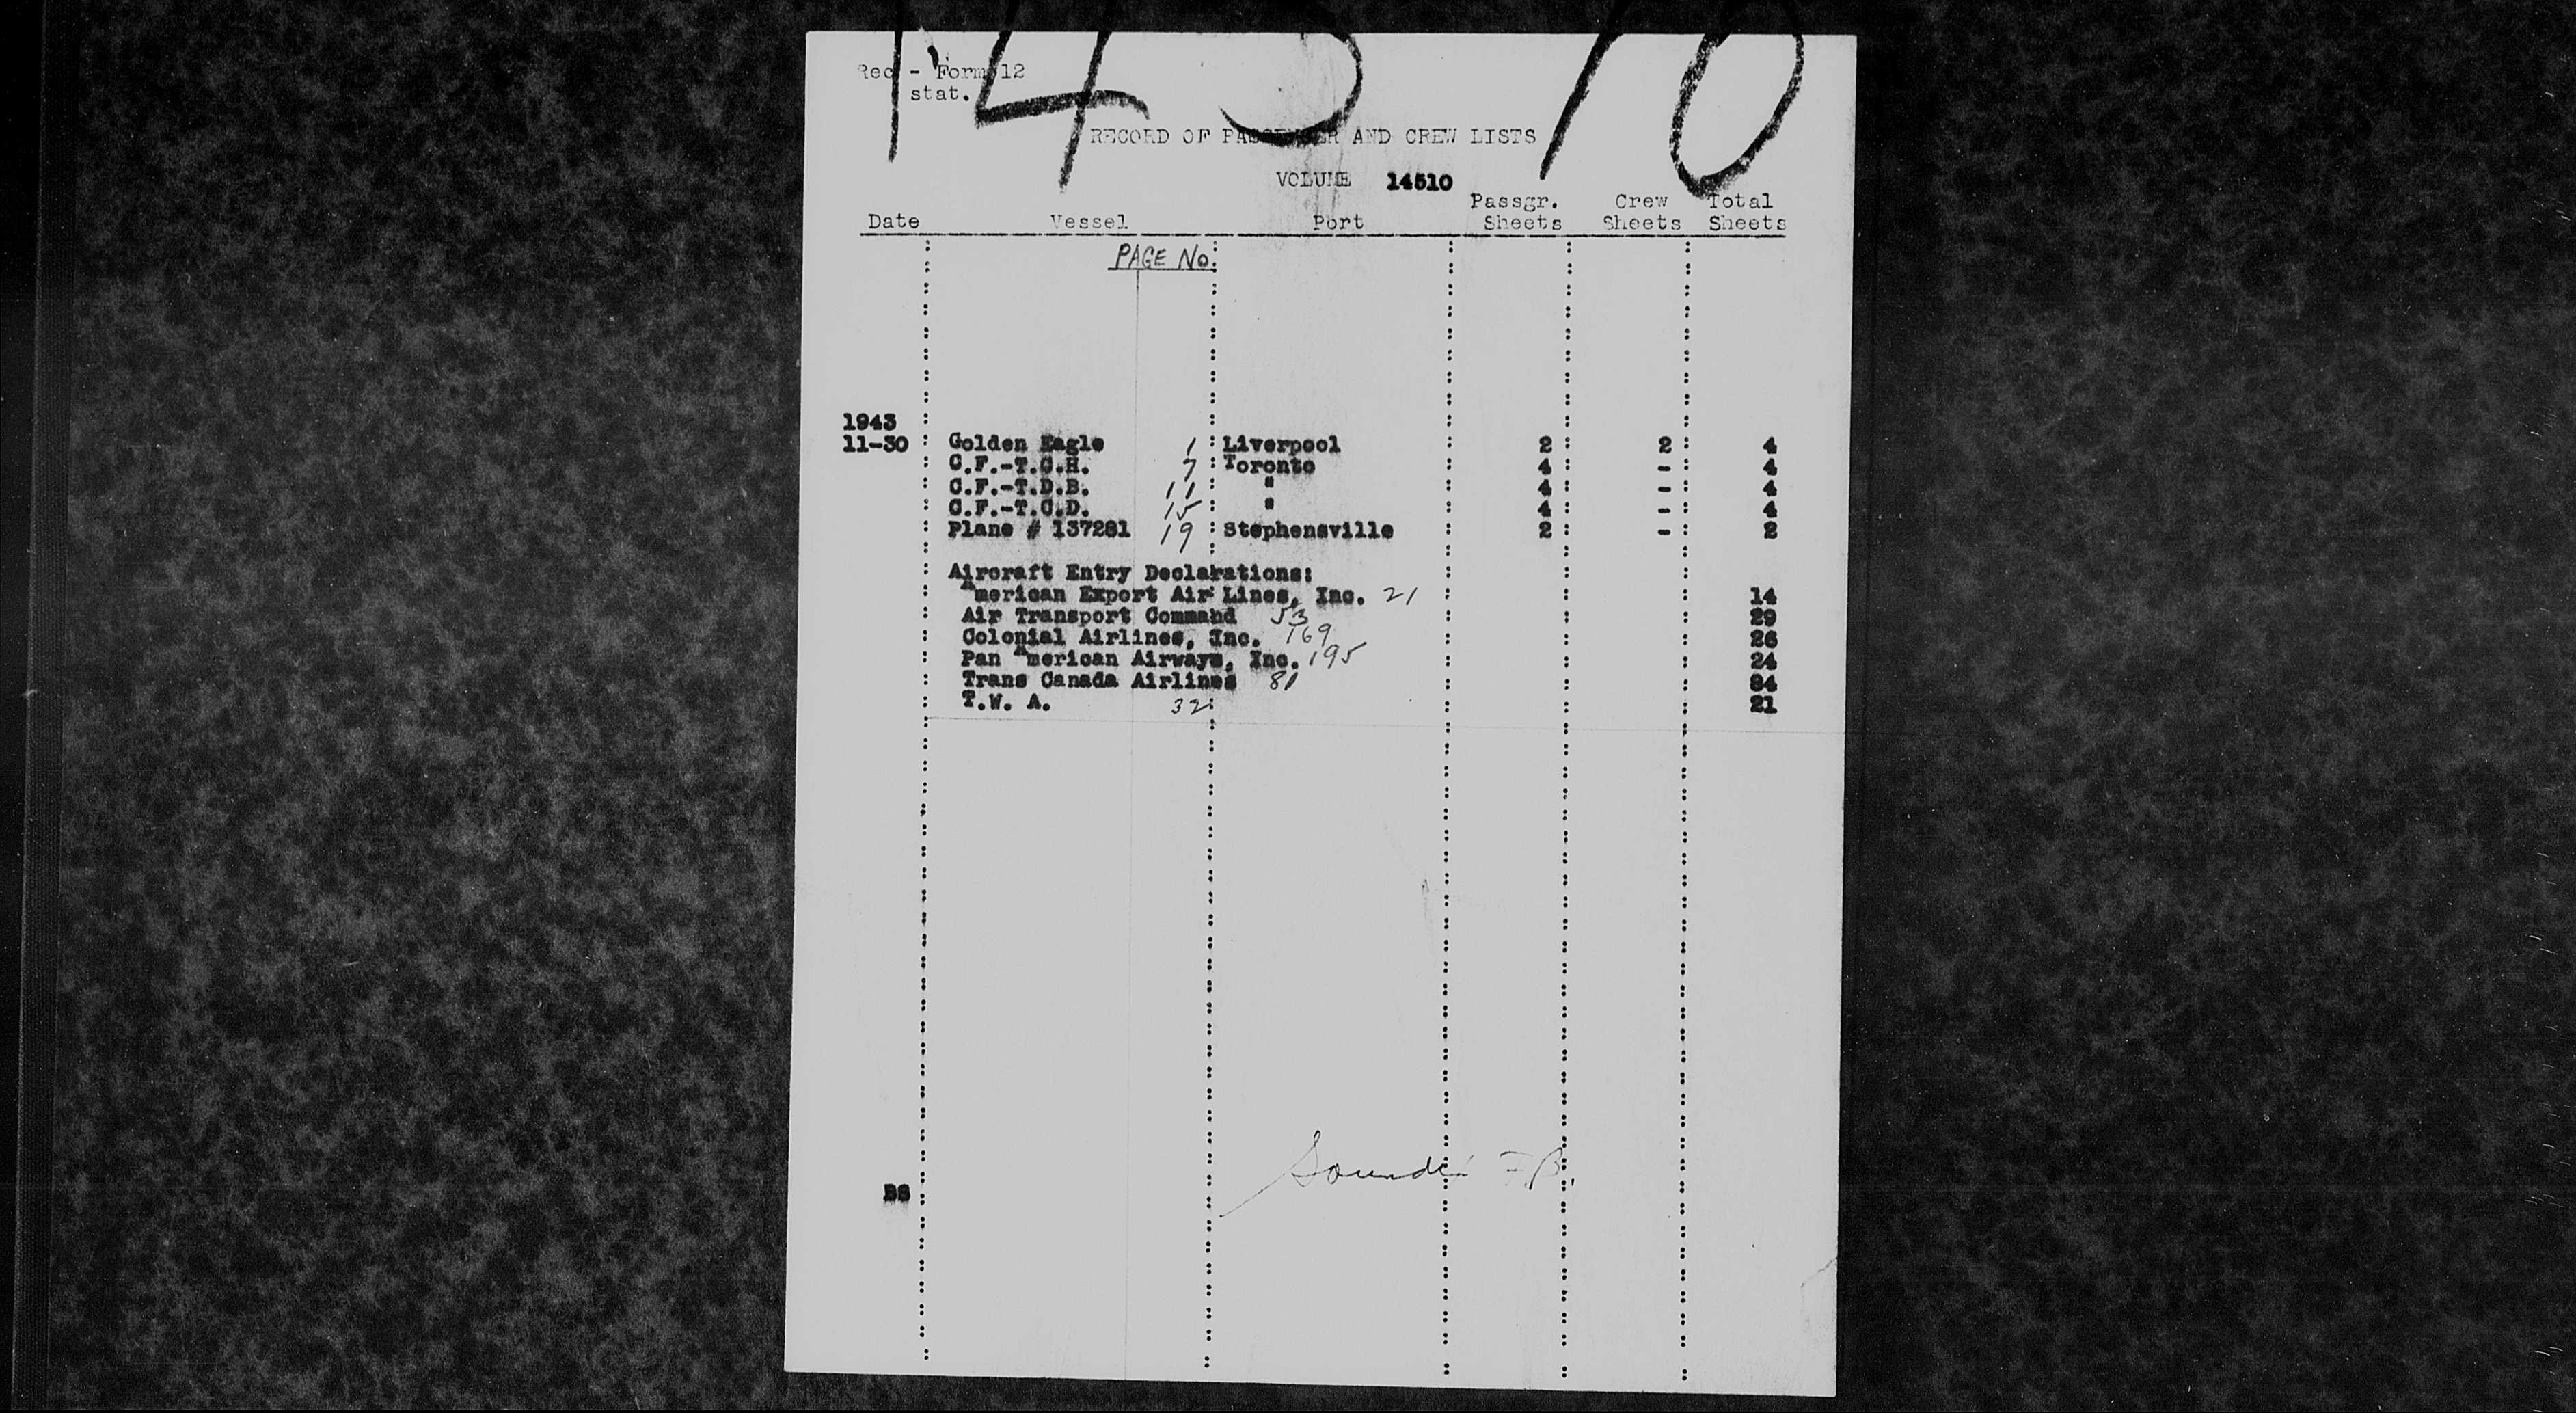 14510
Rec - Form 12
stat.
RECORD OF PASSENGER AND CREW LISTS
VOLUME 14510
Date Vessel Port Passgr. Sheets Crew Sheets Total Sheets
PAGE No.
1943
11-30 Golden Eagle 1 Liverpool 2 2 4
C.F.-T.C.H. 7 Toronto 4 - 4
C.F.-T.D.B. 11 " 4 - 4
C.F.-T.C.D. 15 " 4 - 4
Plane # 137281 19 Stephensville 2 - 2
Aircraft Entry Declarations:
American Export Air Lines, Inc. 21 14
Air Transport Command 53 29
Colonial Airlines, Inc. 169 26
Pan American Airways, Inc. 195 24
Trans Canada Airlines 81 84
T.W. A. 32 21
F.B.
BS